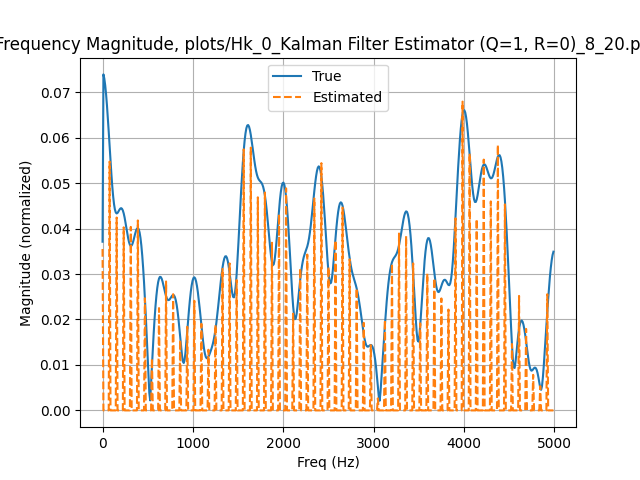 Frequency Magnitude, plots/Hk_0_Kalman Filter Estimator (Q=1, R=0)_8_20.p
True
Estimated
Magnitude (normalized)
0.07
0.06
0.05
0.04
0.03
0.02
0.01
0.00
0 1000 2000 3000 4000 5000
Freq (Hz)